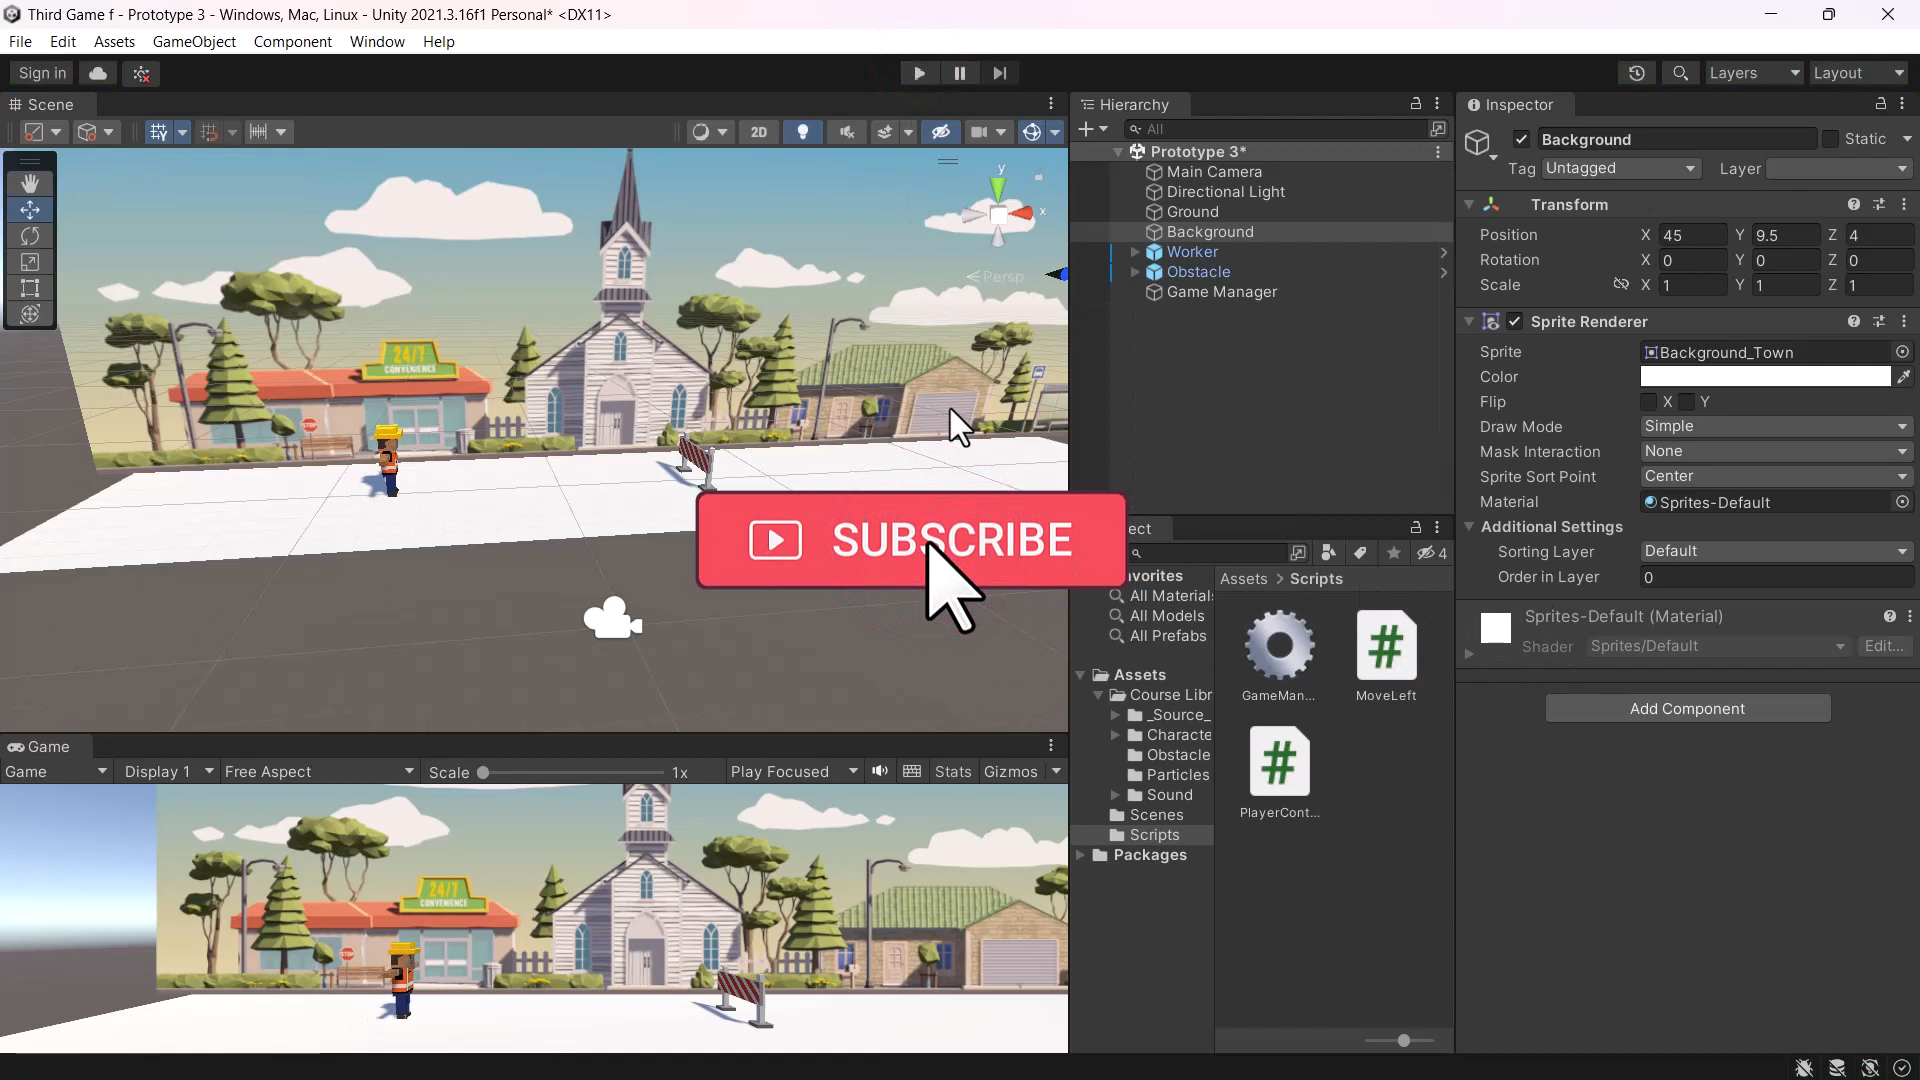 Third Game f - Prototype 3 - Windows, Mac, Linux - Unity 2021.3.16f1 Personal* <DX11>
File Edit Assets GameObject Component Window Help
Sign in
Layers
Layout
Scene
2D
y
x
Persp
24/7
CONVENIENCE
STOP
SUBSCRIBE
Game
Game Display 1 Free Aspect Scale 1x Play Focused Stats Gizmos
24/7
CONVENIENCE
STOP
Hierarchy
All
Prototype 3*
Main Camera
Directional Light
Ground
Background
Worker
Obstacle
Game Manager
ect
4
vorites
All Material
All Models
All Prefabs
Assets
Course Libr
_Source_
Characte
Obstacle
Particles
Sound
Scenes
Scripts
Packages
Assets > Scripts
GameMan...
MoveLeft
PlayerCont...
Inspector
Background
Static
Tag Untagged Layer
Transform
Position X 45 Y 9.5 Z 4
Rotation X 0 Y 0 Z 0
Scale X 1 Y 1 Z 1
Sprite Renderer
Sprite Background_Town
Color
Flip X Y
Draw Mode Simple
Mask Interaction None
Sprite Sort Point Center
Material Sprites-Default
Additional Settings
Sorting Layer Default
Order in Layer 0
Sprites-Default (Material)
Shader Sprites/Default Edit...
Add Component